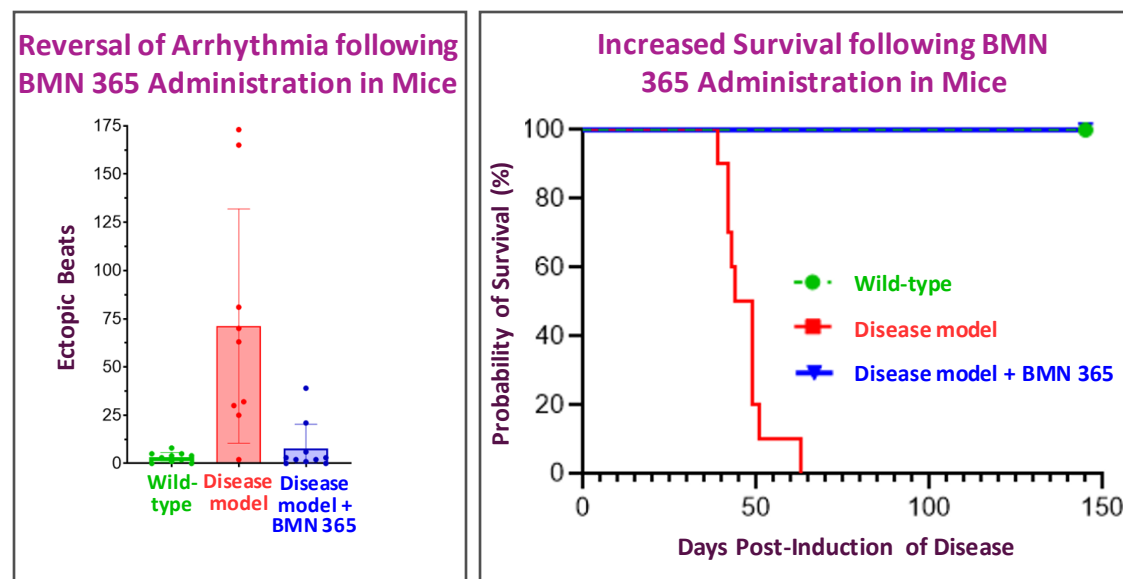 Reversal of Arrhythmia following
BMN 365 Administration in Mice
Ectopic Beats
175
150
125
100
75
50
25
0
Wild-
type
Disease
model
Disease
model +
BMN 365
Increased Survival following BMN
365 Administration in Mice
Probability of Survival (%)
100
80
60
40
20
0
Wild-type
Disease model
Disease model + BMN 365
0 50 100 150
Days Post-Induction of Disease